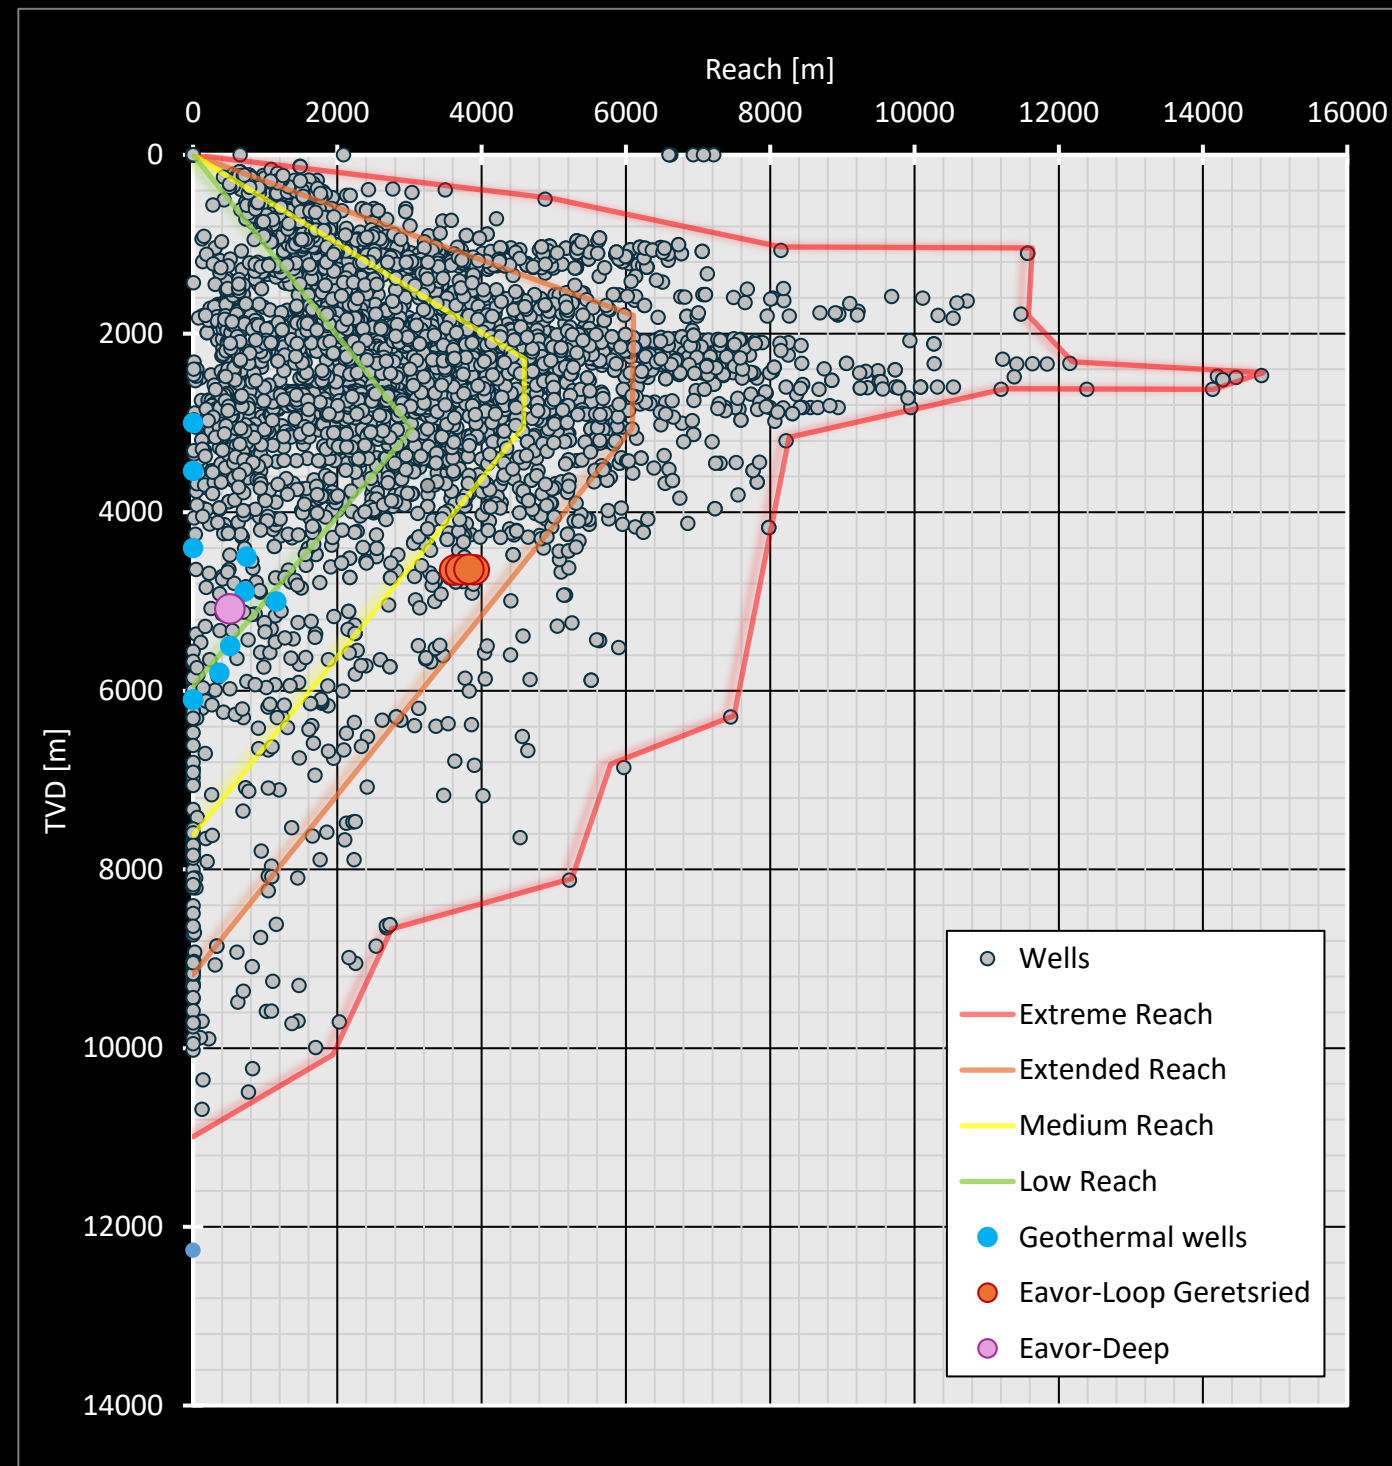 Reach [m]
0 2000 4000 6000 8000 10000 12000 14000 16000
0
2000
4000
6000
8000
10000
12000
14000
TVD [m]
Wells
Extreme Reach
Extended Reach
Medium Reach
Low Reach
Geothermal wells
Eavor-Loop Geretsried
Eavor-Deep